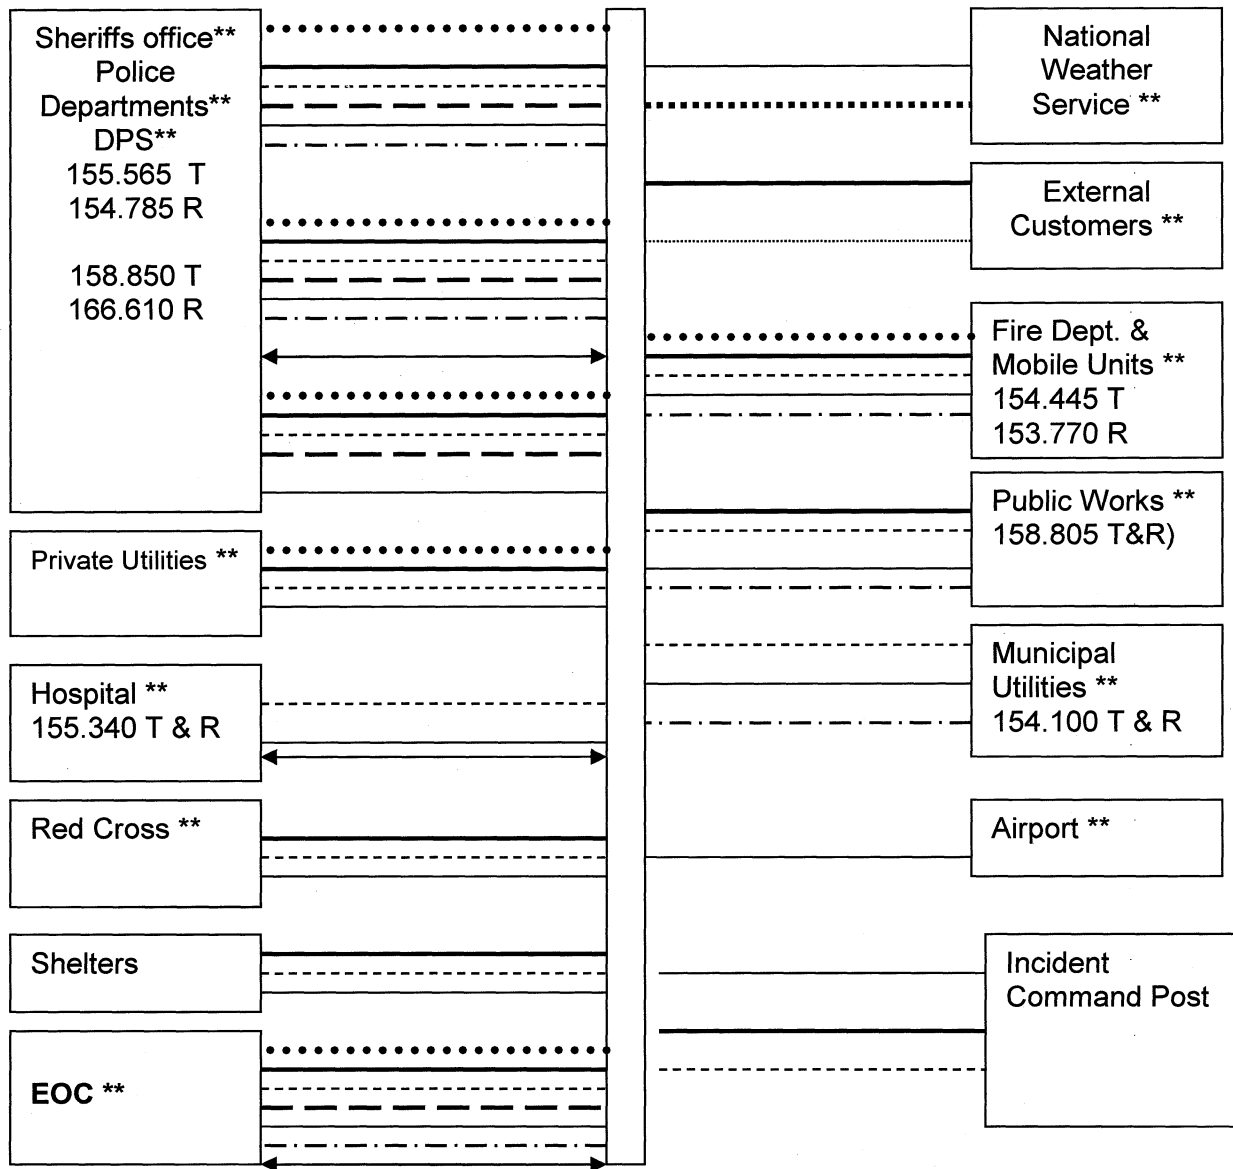 Sheriffs office**
Police
Departments**
DPS**
155.565 T
154.785 R
158.850 T
166.610 R
Private Utilities **
Hospital **
155.340 T & R
Red Cross **
Shelters
EOC **
National
Weather
Service **
External
Customers **
Fire Dept. &
Mobile Units **
154.445 T
153.770 R
Public Works **
158.805 T&R)
Municipal
Utilities **
154.100 T & R
Airport **
Incident
Command Post